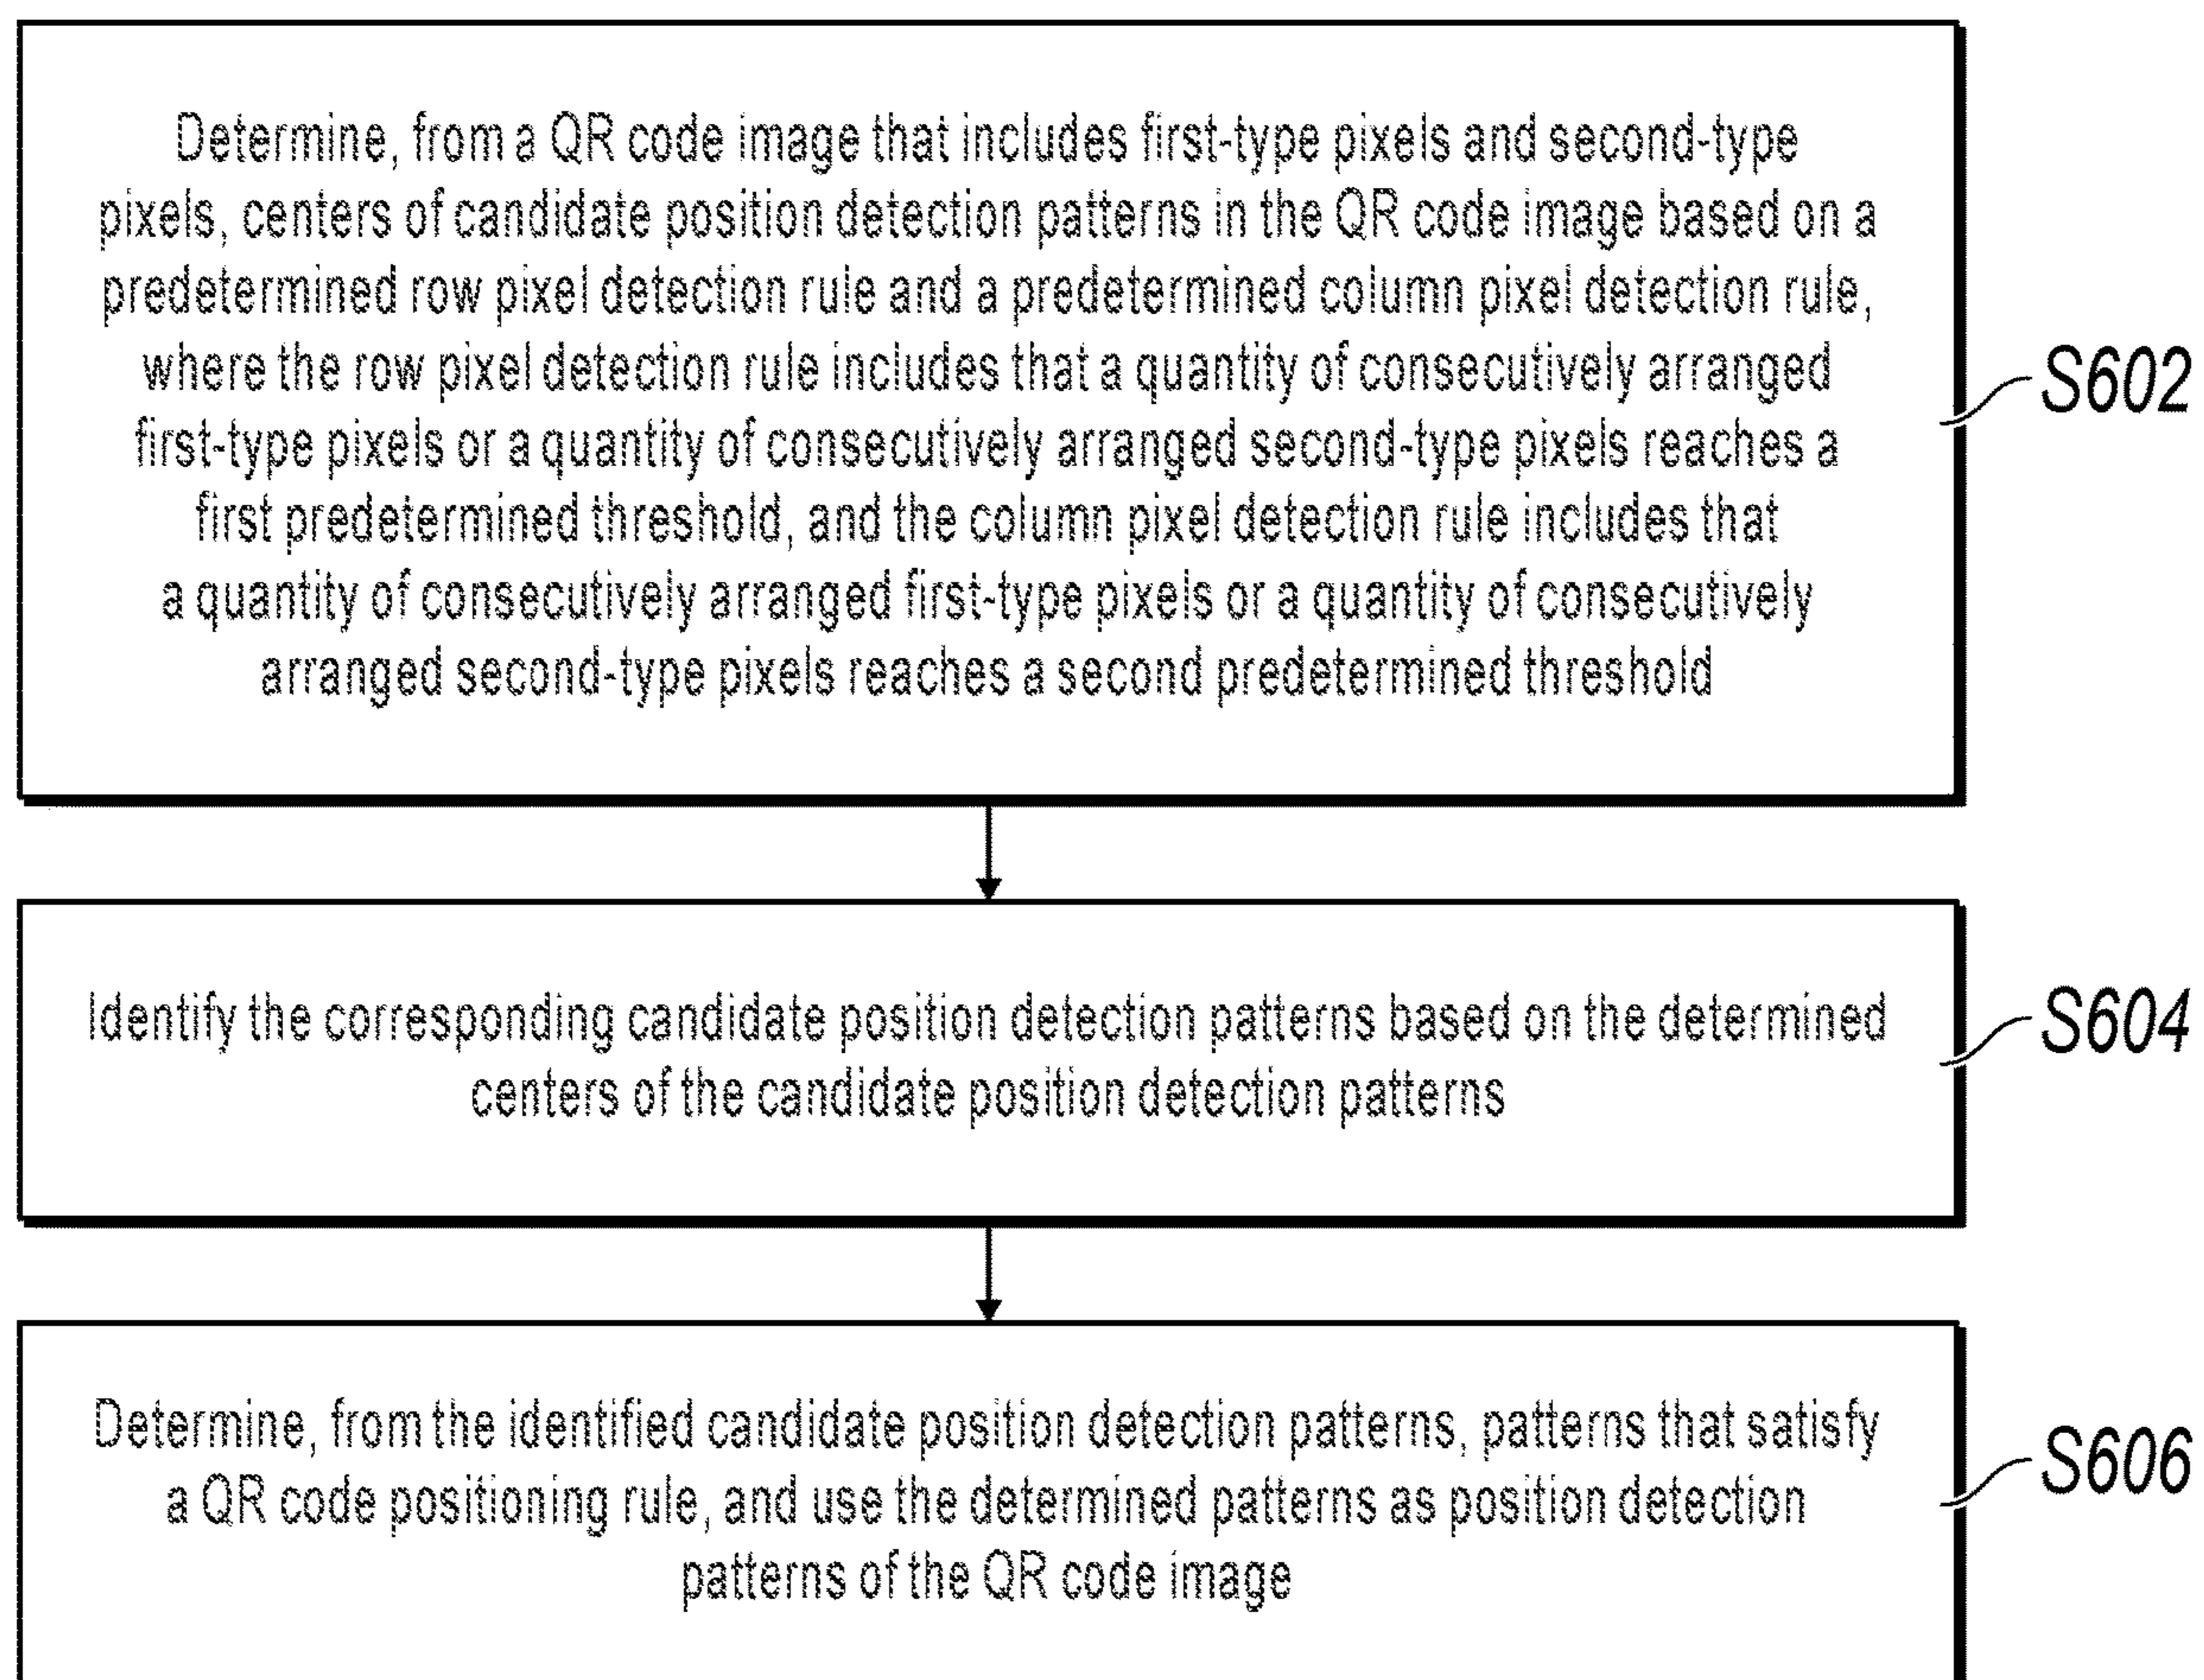 Determine, from a QR code image that includes first-type pixels and second-type
pixels, centers of candidate position detection patterns in the QR code image based on a
predetermined row pixel detection rule and a predetermined column pixel detection rule,
where the row pixel detection rule includes that a quantity of consecutively arranged
first-type pixels or a quantity of consecutively arranged second-type pixels reaches a
first predetermined threshold, and the column pixel detection rule includes that
a quantity of consecutively arranged first-type pixels or a quantity of consecutively
arranged second-type pixels reaches a second predetermined threshold
S602
Identify the corresponding candidate position detection patterns based on the determined
centers of the candidate position detection patterns
S604
Determine, from the identified candidate position detection patterns, patterns that satisfy
a QR code positioning rule, and use the determined patterns as position detection
patterns of the QR code image
S606